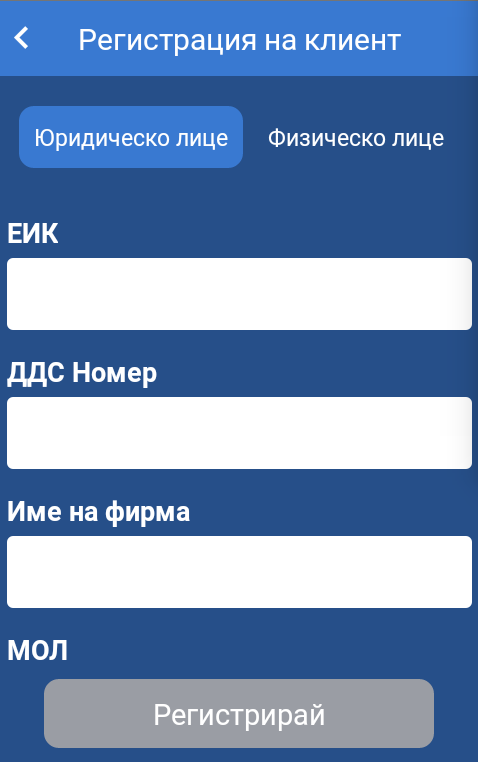 Регистрация на клиент
Юридическо лице Физическо лице
ЕИК
ДДС Номер
Име на фирма
МОЛ
Регистрирай